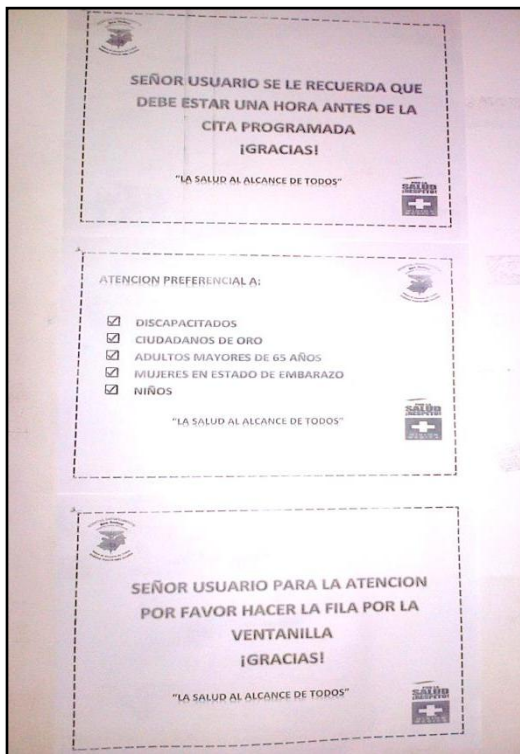 SEÑOR USUARIO SE LE RECUERDA QUE
DEBE ESTAR UNA HORA ANTES DE LA
CITA PROGRAMADA
¡GRACIAS!
"LA SALUD AL ALCANCE DE TODOS"
SALUD
ATENCION PREFERENCIAL A:
DISCAPACITADOS
CIUDADANOS DE ORO
ADULTOS MAYORES DE 65 AÑOS
MUJERES EN ESTADO DE EMBARAZO
NIÑOS
"LA SALUD AL ALCANCE DE TODOS"
SALUD
SEÑOR USUARIO PARA LA ATENCION
POR FAVOR HACER LA FILA POR LA
VENTANILLA
¡GRACIAS!
"LA SALUD AL ALCANCE DE TODOS"
SALUD